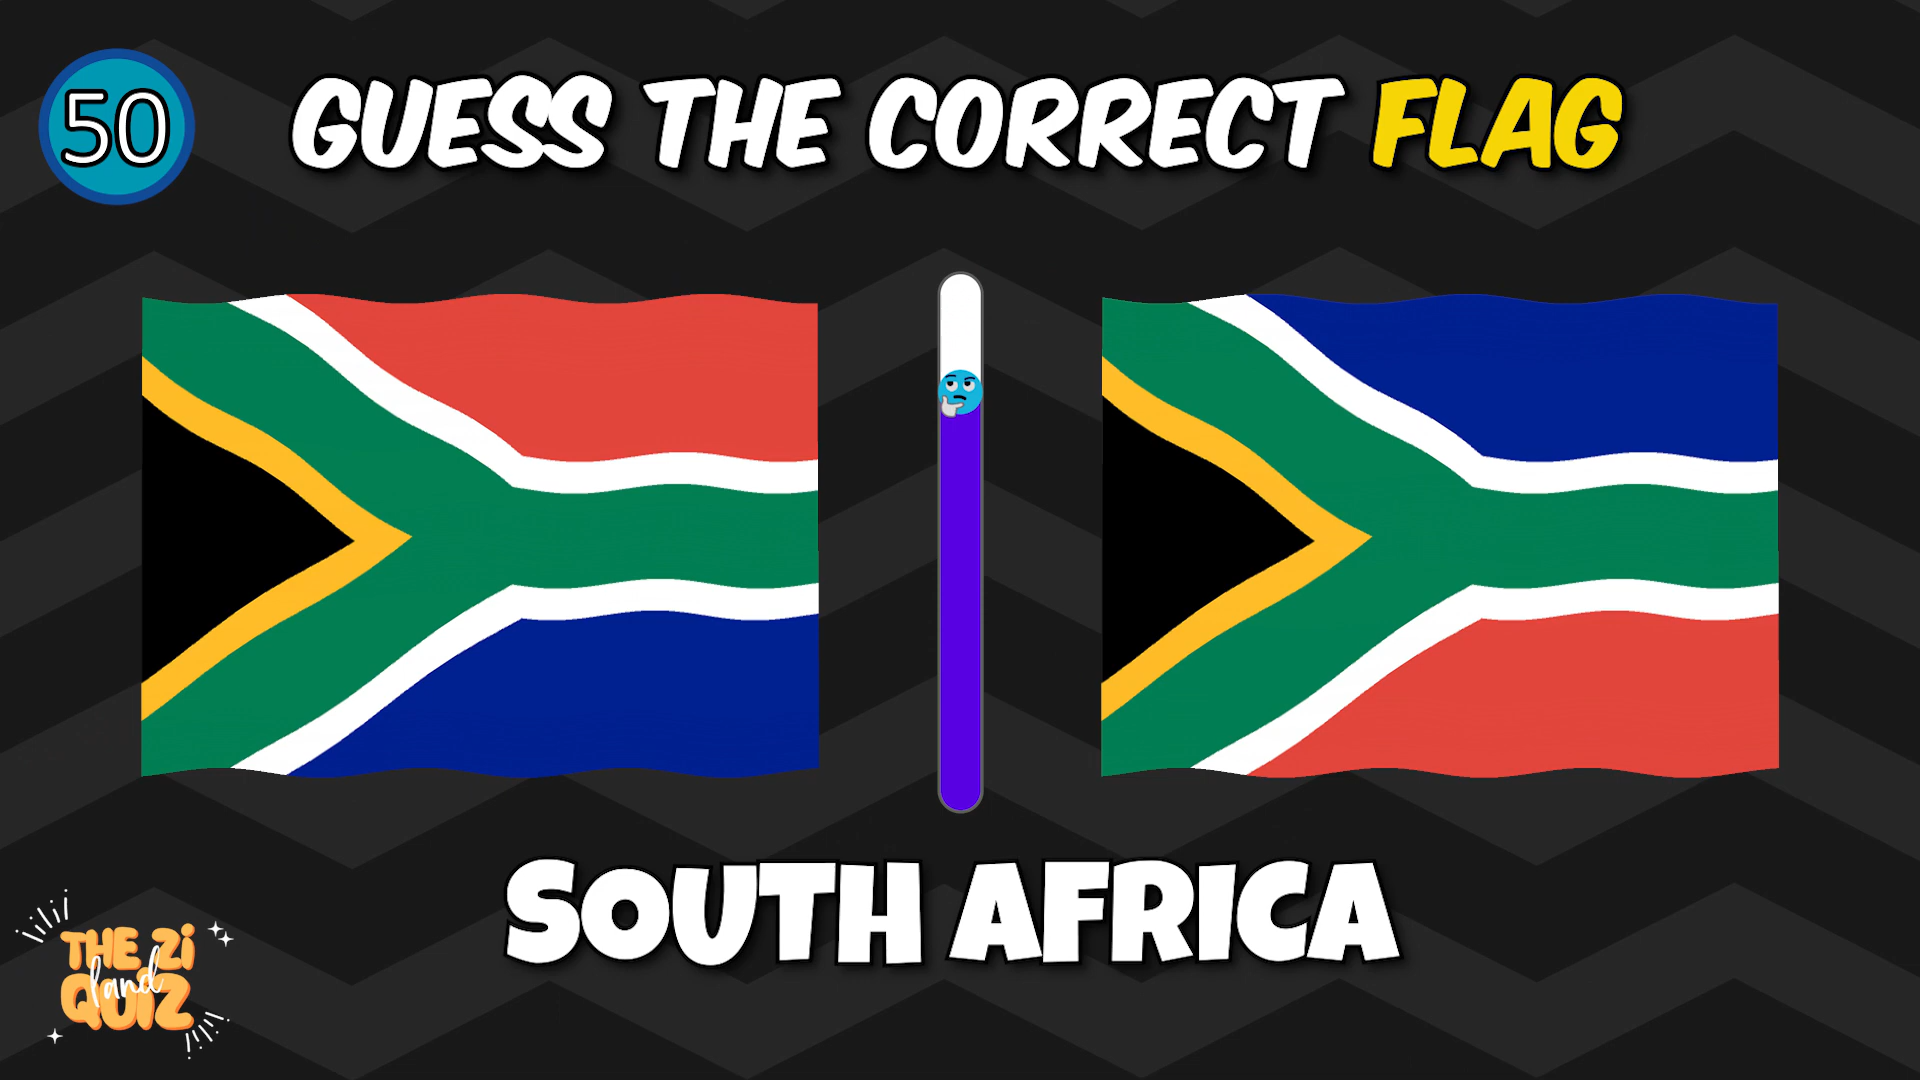 50
GUESS THE CORRECT FLAG
SOUTH AFRICA
THE Zi
land
QUIZ